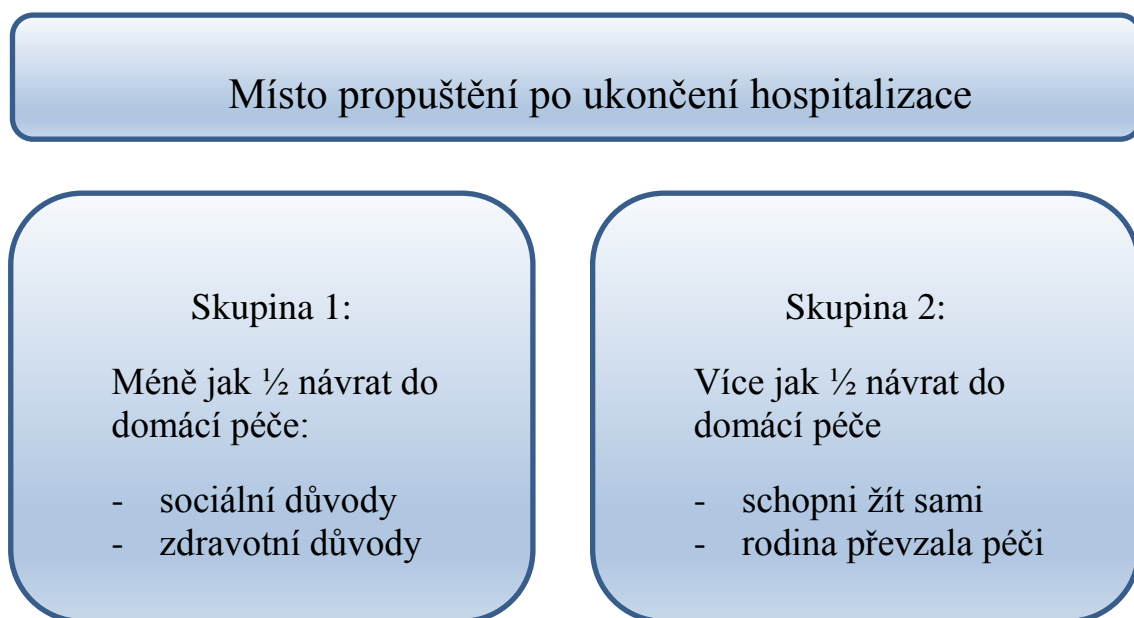 Místo propuštění po ukončení hospitalizace
Skupina 1:
Méně jak ½ návrat do
domácí péče:
- sociální důvody
- zdravotní důvody
Skupina 2:
Více jak ½ návrat do
domácí péče
- schopni žít sami
- rodina převzala péči